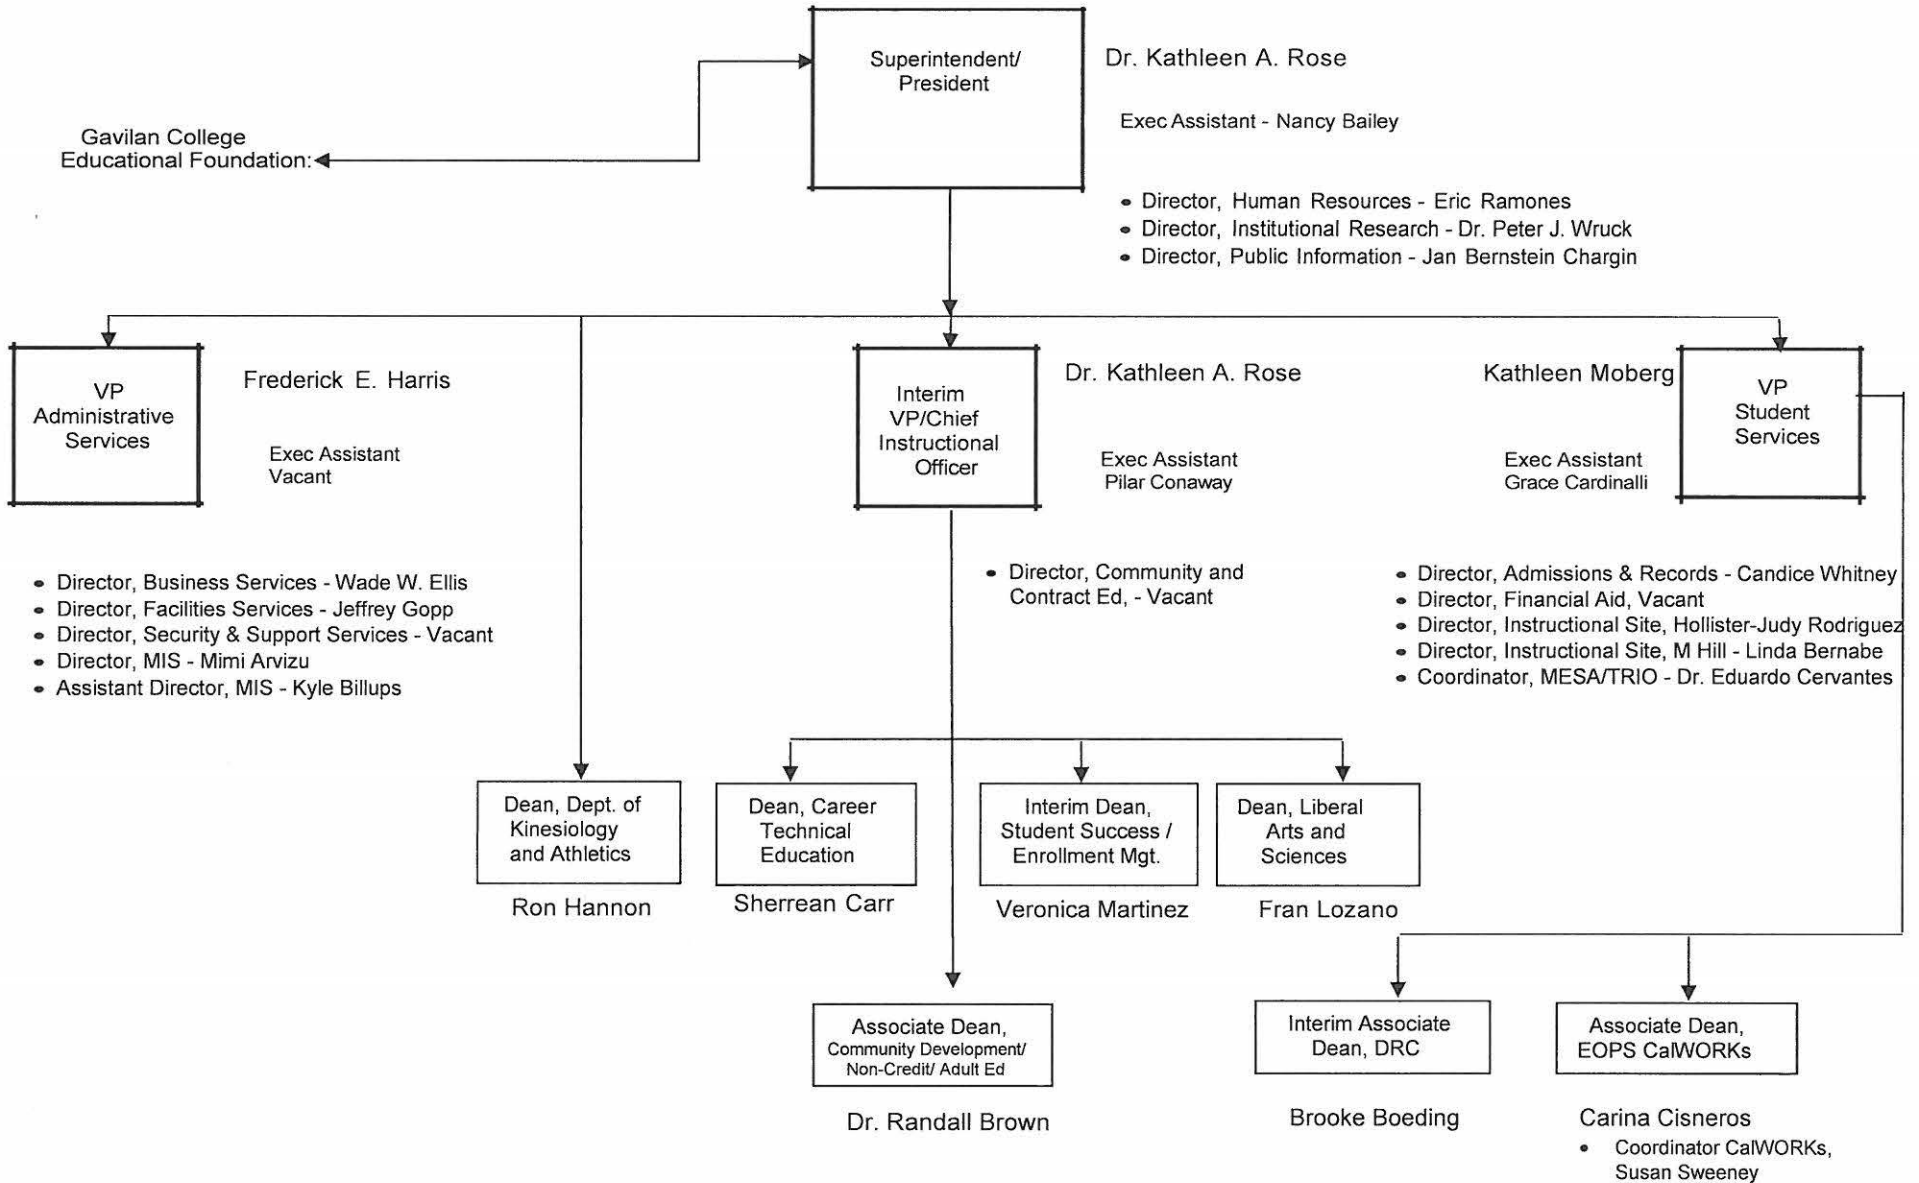 Superintendent/
President
Dr. Kathleen A. Rose
Exec Assistant - Nancy Bailey
Gavilan College
Educational Foundation:
• Director, Human Resources - Eric Ramones
• Director, Institutional Research - Dr. Peter J. Wruck
• Director, Public Information - Jan Bernstein Chargin
VP
Administrative
Services
Frederick E. Harris
Exec Assistant
Vacant
Interim
VP/Chief
Instructional
Officer
Dr. Kathleen A. Rose
Exec Assistant
Pilar Conaway
Kathleen Moberg
Exec Assistant
Grace Cardinalli
VP
Student
Services
• Director, Business Services - Wade W. Ellis
• Director, Facilities Services - Jeffrey Gopp
• Director, Security & Support Services - Vacant
• Director, MIS - Mimi Arvizu
• Assistant Director, MIS - Kyle Billups
• Director, Community and
Contract Ed, - Vacant
• Director, Admissions & Records - Candice Whitney
• Director, Financial Aid, Vacant
• Director, Instructional Site, Hollister-Judy Rodriguez
• Director, Instructional Site, M Hill - Linda Bernabe
• Coordinator, MESA/TRIO - Dr. Eduardo Cervantes
Dean, Dept. of
Kinesiology
and Athletics
Ron Hannon
Dean, Career
Technical
Education
Sherrean Carr
Interim Dean,
Student Success /
Enrollment Mgt.
Veronica Martinez
Dean, Liberal
Arts and
Sciences
Fran Lozano
Associate Dean,
Community Development/
Non-Credit/ Adult Ed
Dr. Randall Brown
Interim Associate
Dean, DRC
Brooke Boeding
Associate Dean,
EOPS CalWORKs
Carina Cisneros
• Coordinator CalWORKs,
Susan Sweeney